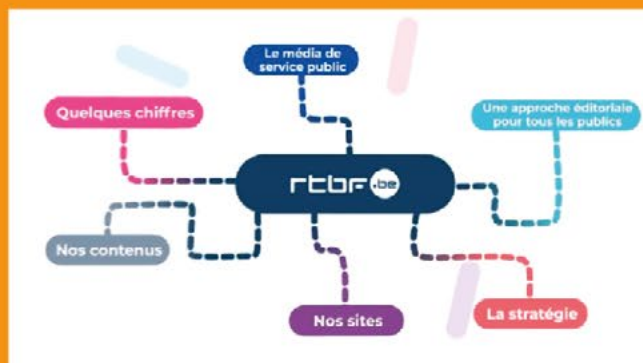 Le média de
service public
Quelques chiffres
Une approche éditoriale
pour tous les publics
rtbf.be
Nos contenus
Nos sites
La stratégie